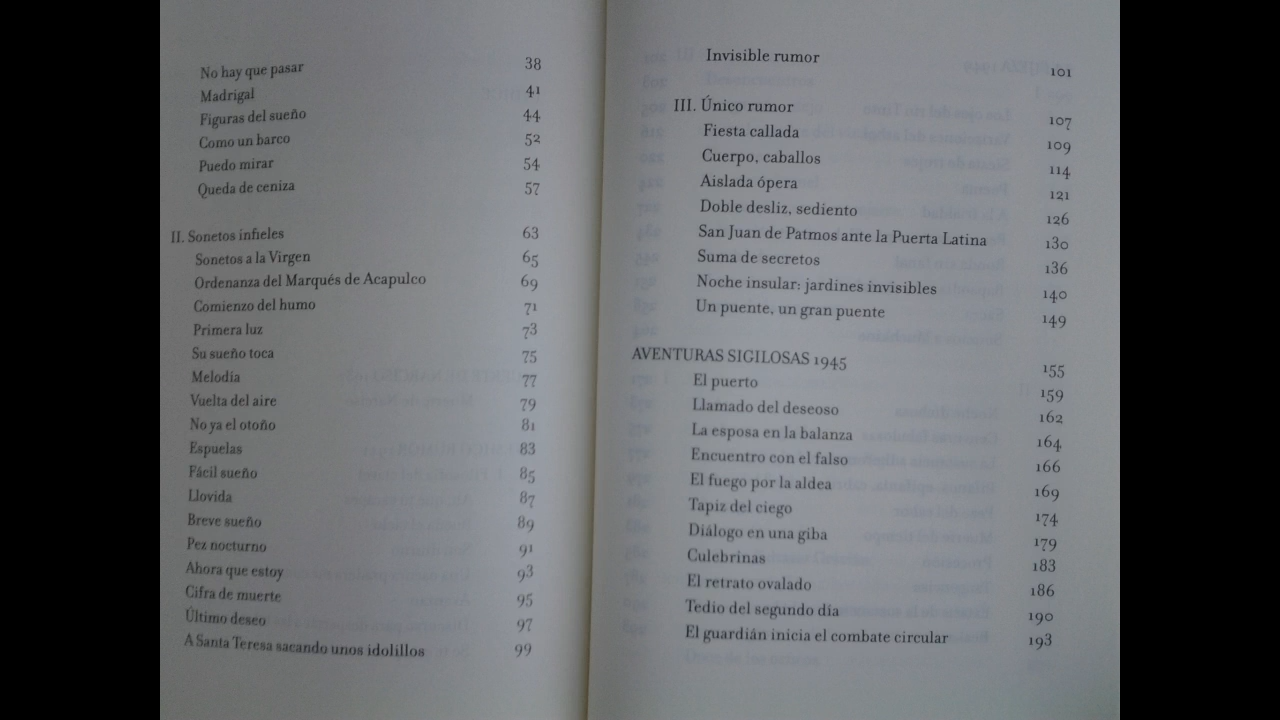 No hay que pasar 38
Madrigal 41
Figuras del sueño 44
Como un barco 52
Puedo mirar 54
Queda de ceniza 57
II. Sonetos infieles 63
Sonetos a la Virgen 65
Ordenanza del Marqués de Acapulco 69
Comienzo del humo 71
Primera luz 73
Su sueño toca 75
Melodía 77
Vuelta del aire 79
No ya el otoño 81
Espuelas 83
Fácil sueño 85
Llovida 87
Breve sueño 89
Pez nocturno 91
Ahora que estoy 93
Cifra de muerte 95
Último deseo 97
A Santa Teresa sacando unos idolillos 99
Invisible rumor 101
III. Único rumor 107
Fiesta callada 109
Cuerpo, caballos 114
Aislada ópera 121
Doble desliz, sediento 126
San Juan de Patmos ante la Puerta Latina 130
Suma de secretos 136
Noche insular: jardines invisibles 140
Un puente, un gran puente 149
AVENTURAS SIGILOSAS 1945 155
El puerto 159
Llamado del deseoso 162
La esposa en la balanza 164
Encuentro con el falso 166
El fuego por la aldea 169
Tapiz del ciego 174
Diálogo en una giba 179
Culebrinas 183
El retrato ovalado 186
Tedio del segundo día 190
El guardián inicia el combate circular 193